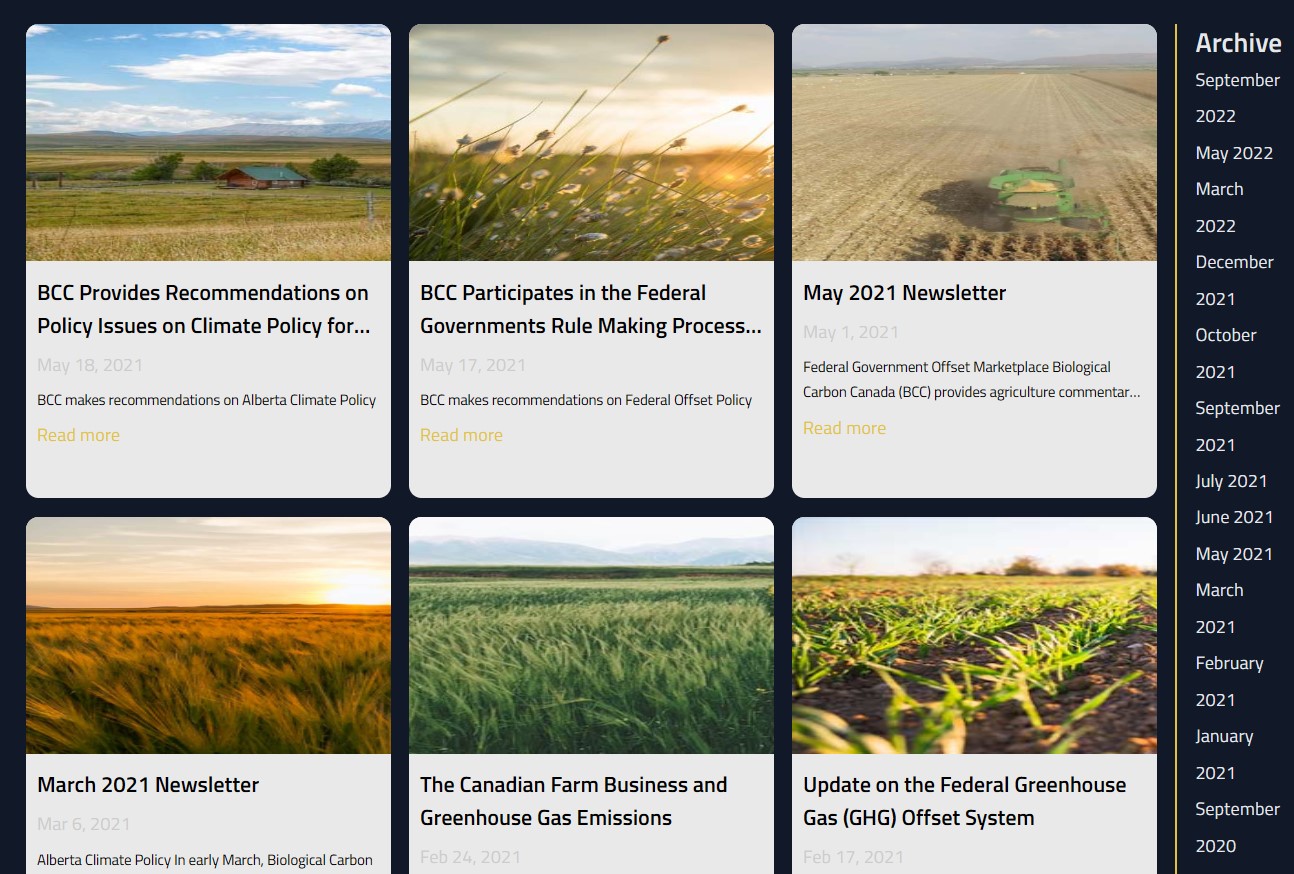 BCC Provides Recommendations on
Policy Issues on Climate Policy for...
May 18, 2021
BCC makes recommendations on Alberta Climate Policy
Read more
BCC Participates in the Federal
Governments Rule Making Process...
May 17, 2021
BCC makes recommendations on Federal Offset Policy
Read more
May 2021 Newsletter
May 1, 2021
Federal Government Offset Marketplace Biological
Carbon Canada (BCC) provides agriculture commentar...
Read more
March 2021 Newsletter
Mar 6, 2021
Alberta Climate Policy In early March, Biological Carbon
The Canadian Farm Business and
Greenhouse Gas Emissions
Feb 24, 2021
Update on the Federal Greenhouse
Gas (GHG) Offset System
Feb 17, 2021
Archive
September
2022
May 2022
March
2022
December
2021
October
2021
September
2021
July 2021
June 2021
May 2021
March
2021
February
2021
January
2021
September
2020